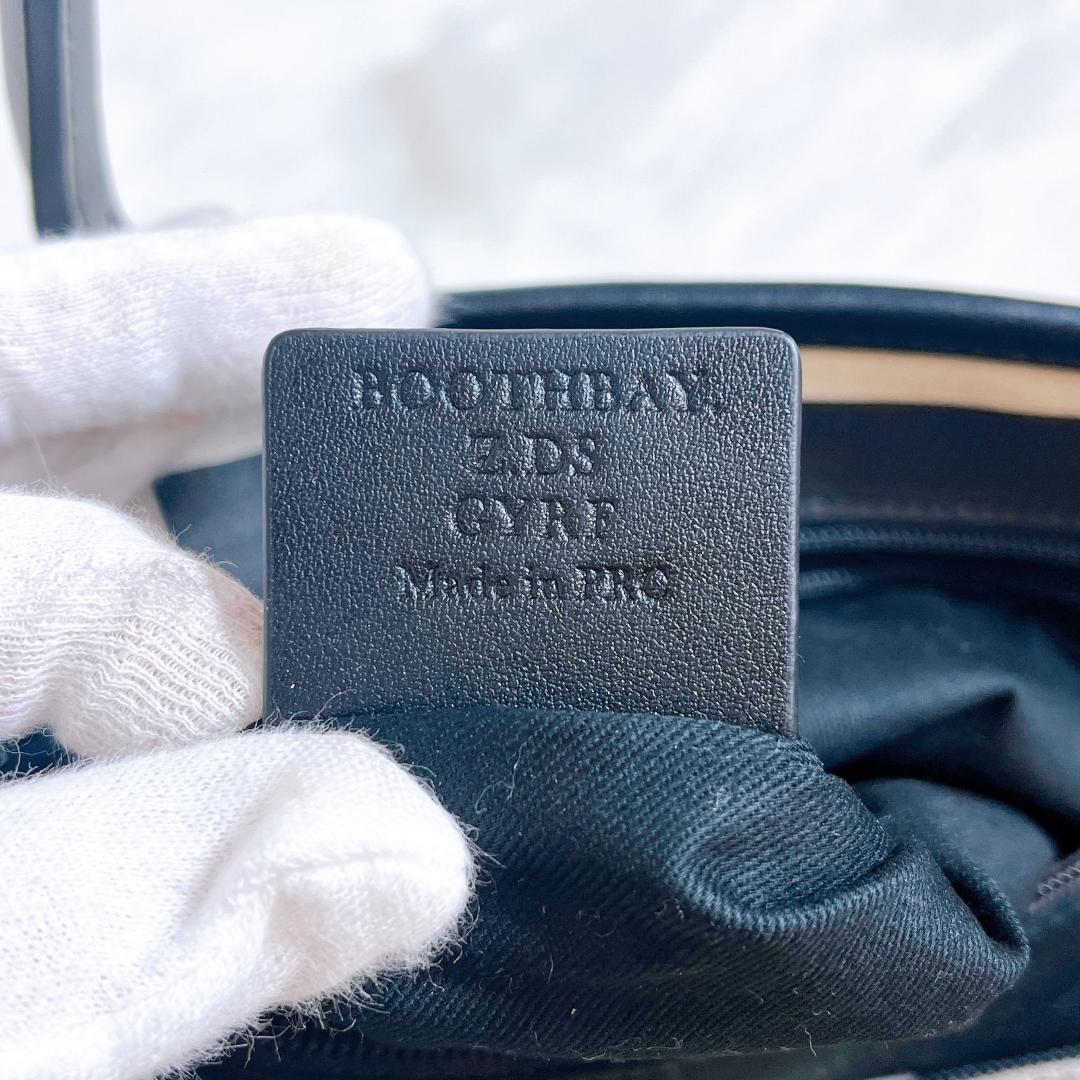 BOOTHBAY.
Z.DS
GYRF
Made in PRC